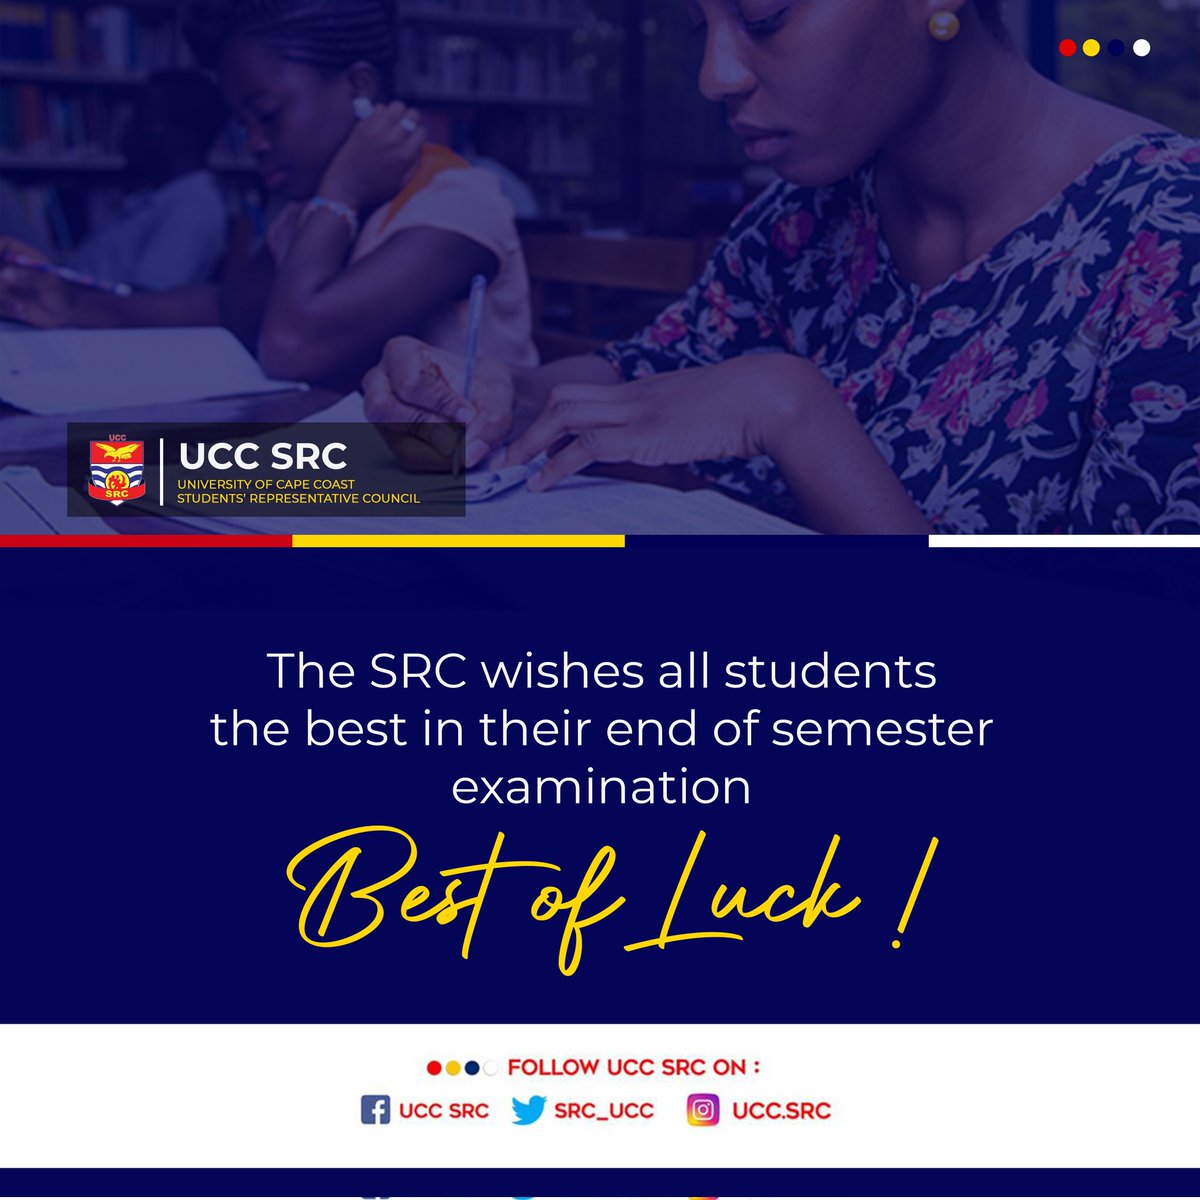 UCC
SRC
UCC SRC
UNIVERSITY OF CAPE COAST
STUDENTS' REPRESENTATIVE COUNCIL
The SRC wishes all students
the best in their end of semester
examination
Best of Luck !
FOLLOW UCC SRC ON :
UCC SRC SRC_UCC UCC.SRC